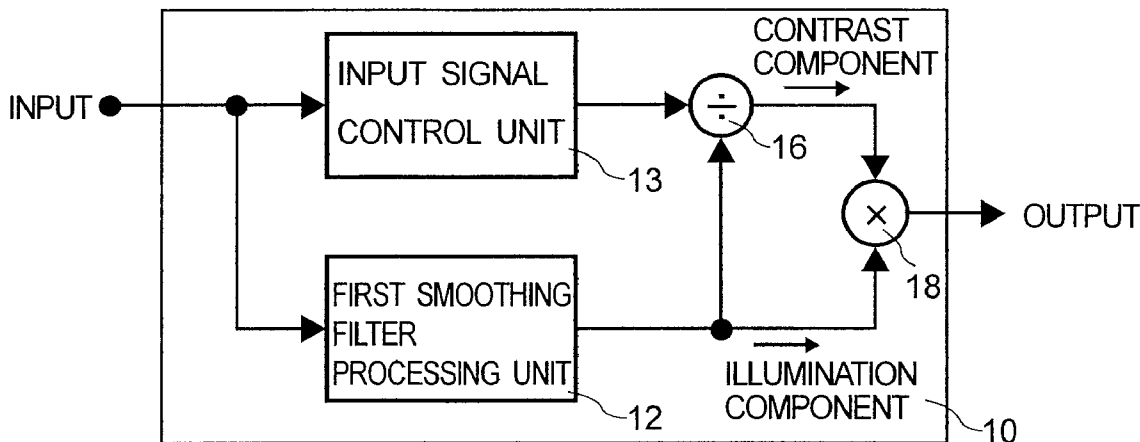 CONTRAST
COMPONENT
INPUT
INPUT SIGNAL
CONTROL UNIT
13
÷
16
×
18
OUTPUT
FIRST SMOOTHING
FILTER
PROCESSING UNIT
12
ILLUMINATION
COMPONENT
10